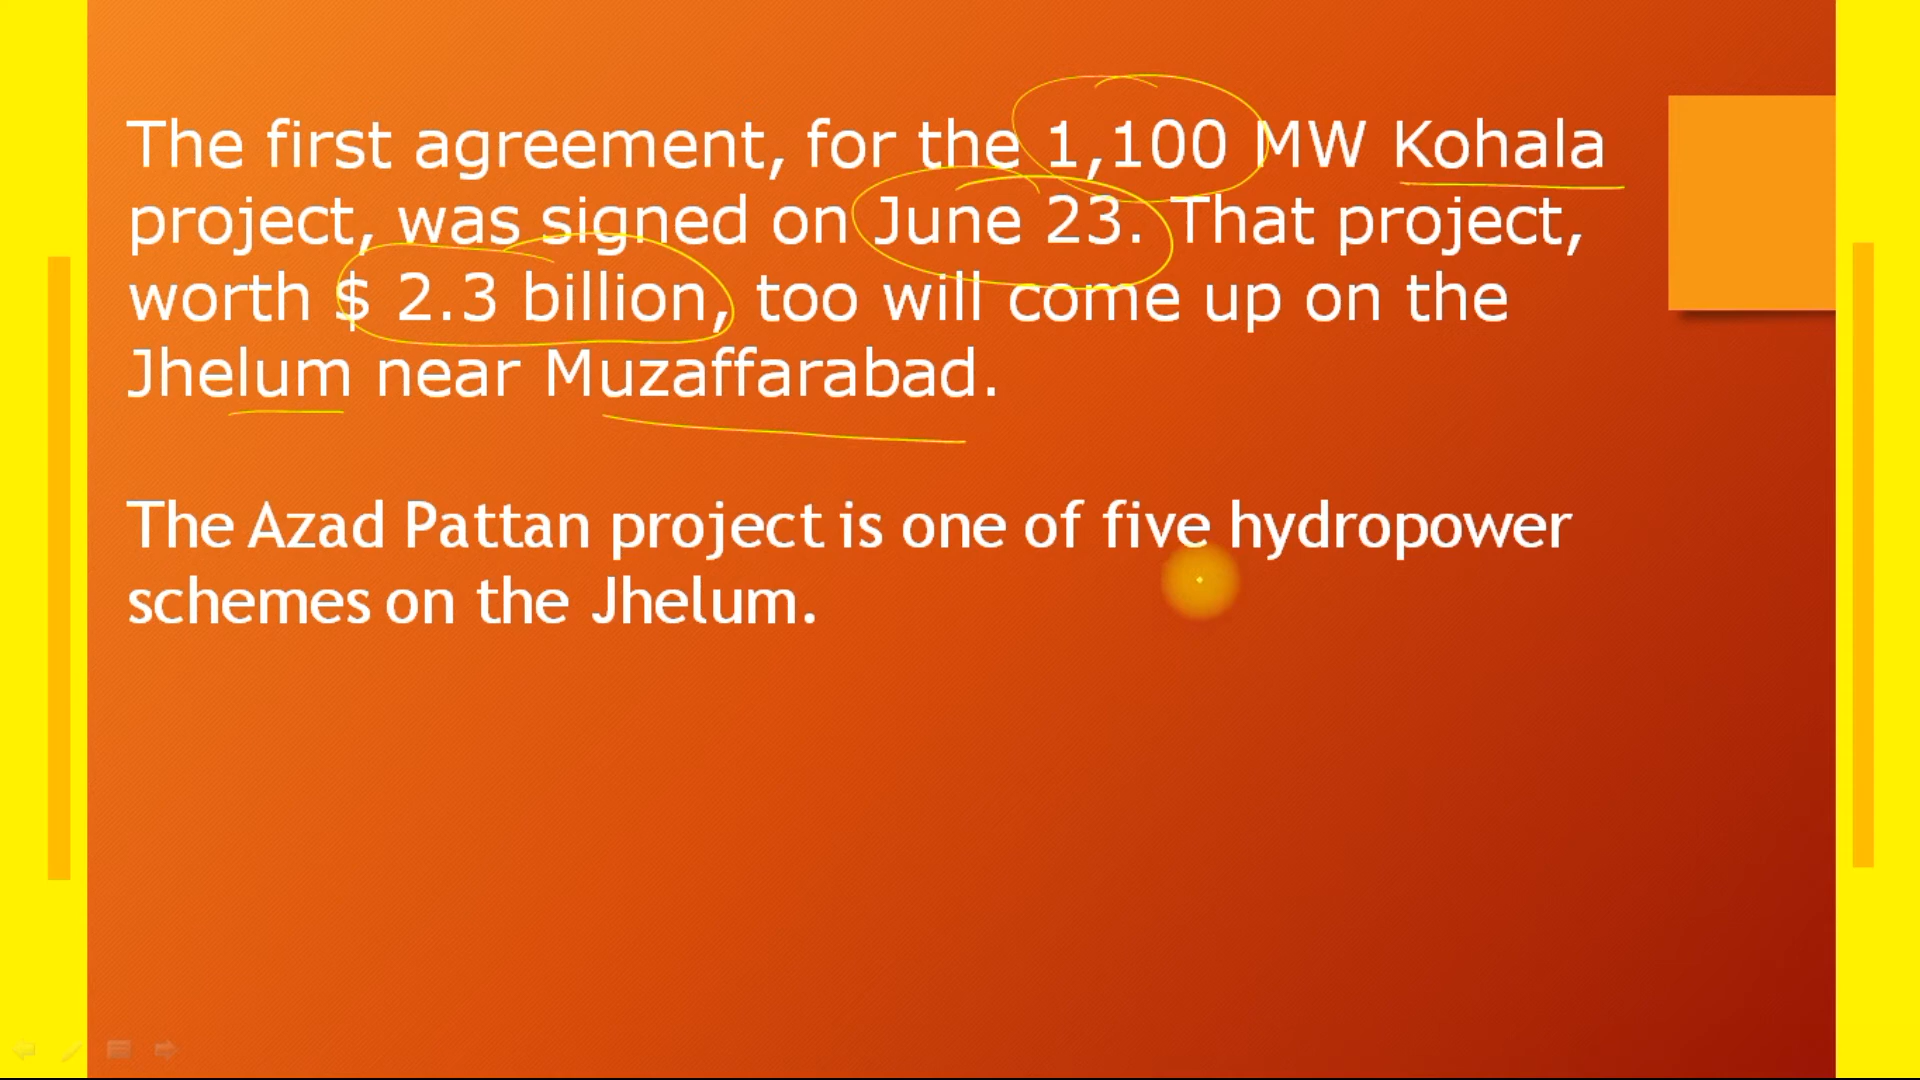 The first agreement, for the 1,100 MW Kohala
project, was signed on June 23. That project,
worth $ 2.3 billion, too will come up on the
Jhelum near Muzaffarabad.
The Azad Pattan project is one of five hydropower
schemes on the Jhelum.